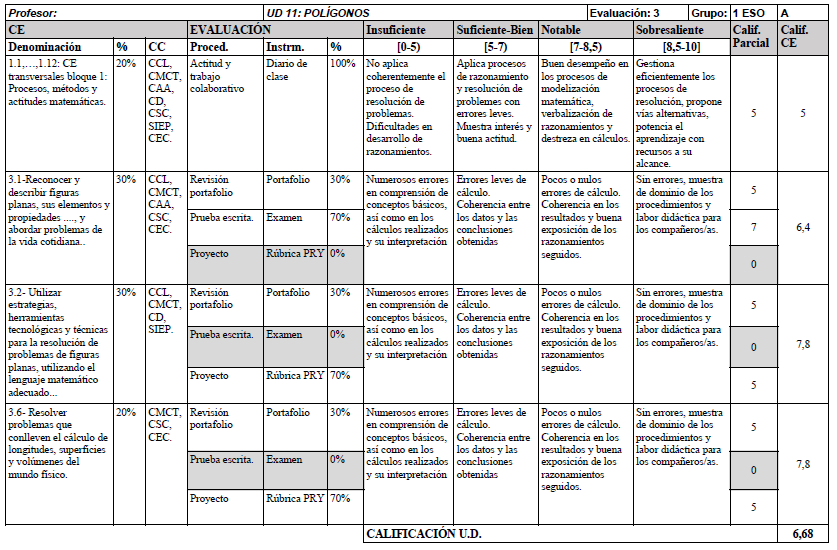 Profesor: UD 11: POLÍGONOS Evaluación: 3 Grupo: 1 ESO A
CE EVALUACIÓN Insuficiente Suficiente-Bien Notable Sobresaliente Calif. Parcial Calif. CE
Denominación % CC Proced. Instrm. % [0-5) [5-7) [7-8,5) [8,5-10]
1.1,…,1.12: CE
transversales bloque 1:
Procesos, métodos y
actitudes matemáticas.
20%
CCL,
CMCT,
CAA,
CD,
CSC,
SIEP,
CEC.
Actitud y
trabajo
colaborativo
Diario de
clase
100%
No aplica
coherentemente el
proceso de
resolución de
problemas.
Dificultades en
desarrollo de
razonamientos.
Aplica procesos
de razonamiento
y resolución de
problemas con
errores leves.
Muestra interés y
buena actitud.
Buen desempeño en
los procesos de
modelización
matemática,
verbalización de
razonamientos y
destreza en cálculos.
Gestiona
eficientemente los
procesos de
resolución, propone
vías alternativas,
potencia el
aprendizaje con
recursos a su
alcance.
5
5
3.1-Reconocer y
describir figuras
planas, sus elementos y
propiedades ...., y
abordar problemas de
la vida cotidiana..
30%
CCL,
CMCT,
CAA,
CSC,
CEC.
Revisión
portafolio
Portafolio
30%
Prueba escrita.
Examen
70%
Proyecto
Rúbrica PRY
0%
Numerosos errores
en comprensión de
conceptos básicos,
así como en los
cálculos realizados
y su interpretación
Errores leves de
cálculo.
Coherencia entre
los datos y las
conclusiones
obtenidas
Pocos o nulos
errores de cálculo.
Coherencia en los
resultados y buena
exposición de los
razonamientos
seguidos.
Sin errores, muestra
de dominio de los
procedimientos y
labor didáctica para
los compañeros/as.
5
7
0
6,4
3.2- Utilizar
estrategias,
herramientas
tecnológicas y técnicas
para la resolución de
problemas de figuras
planas, utilizando el
lenguaje matemático
adecuado...
30%
CCL,
CMCT,
CD,
SIEP.
Revisión
portafolio
Portafolio
30%
Prueba escrita.
Examen
0%
Proyecto
Rúbrica PRY
70%
Numerosos errores
en comprensión de
conceptos básicos,
así como en los
cálculos realizados
y su interpretación
Errores leves de
cálculo.
Coherencia entre
los datos y las
conclusiones
obtenidas
Pocos o nulos
errores de cálculo.
Coherencia en los
resultados y buena
exposición de los
razonamientos
seguidos.
Sin errores, muestra
de dominio de los
procedimientos y
labor didáctica para
los compañeros/as.
5
0
5
7,8
3.6- Resolver
problemas que
conlleven el cálculo de
longitudes, superficies
y volúmenes del
mundo físico.
20%
CMCT,
CSC,
CEC.
Revisión
portafolio
Portafolio
30%
Prueba escrita.
Examen
0%
Proyecto
Rúbrica PRY
70%
Numerosos errores
en comprensión de
conceptos básicos,
así como en los
cálculos realizados
y su interpretación
Errores leves de
cálculo.
Coherencia entre
los datos y las
conclusiones
obtenidas
Pocos o nulos
errores de cálculo.
Coherencia en los
resultados y buena
exposición de los
razonamientos
seguidos.
Sin errores, muestra
de dominio de los
procedimientos y
labor didáctica para
los compañeros/as.
5
0
5
7,8
CALIFICACIÓN U.D. 6,68